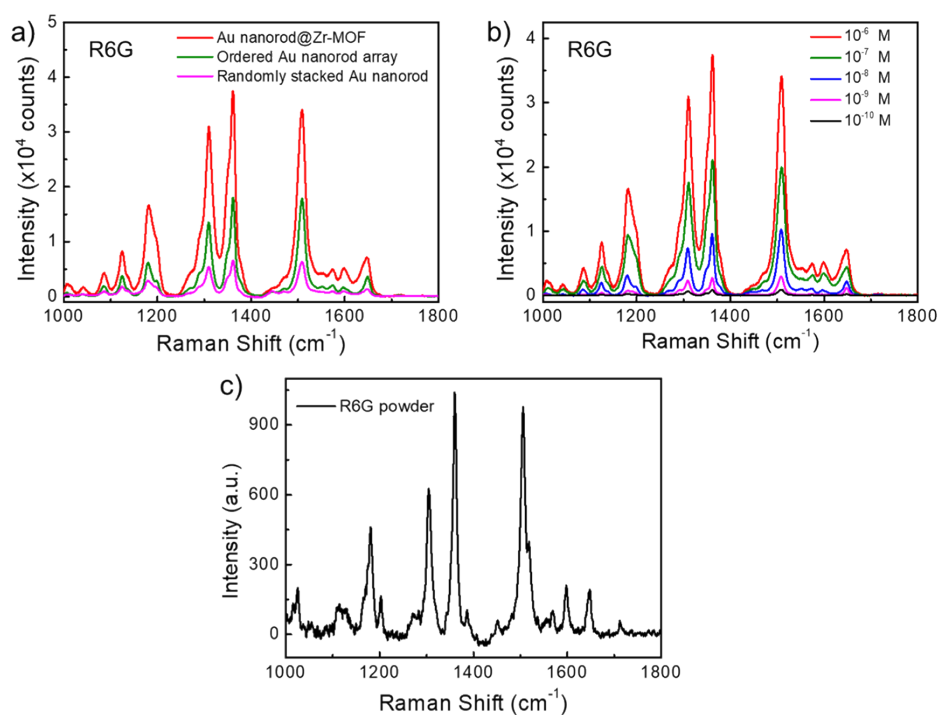 a)
R6G
Au nanorod@Zr-MOF
Ordered Au nanorod array
Randomly stacked Au nanorod
Intensity (x10⁴ counts)
5
4
3
2
1
0
1000 1200 1400 1600 1800
Raman Shift (cm⁻¹)
b)
R6G
10⁻⁶ M
10⁻⁷ M
10⁻⁸ M
10⁻⁹ M
10⁻¹⁰ M
Intensity (x10⁴ counts)
4
3
2
1
0
1000 1200 1400 1600 1800
Raman Shift (cm⁻¹)
c)
R6G powder
Intensity (a.u.)
900
600
300
0
1000 1200 1400 1600 1800
Raman Shift (cm⁻¹)